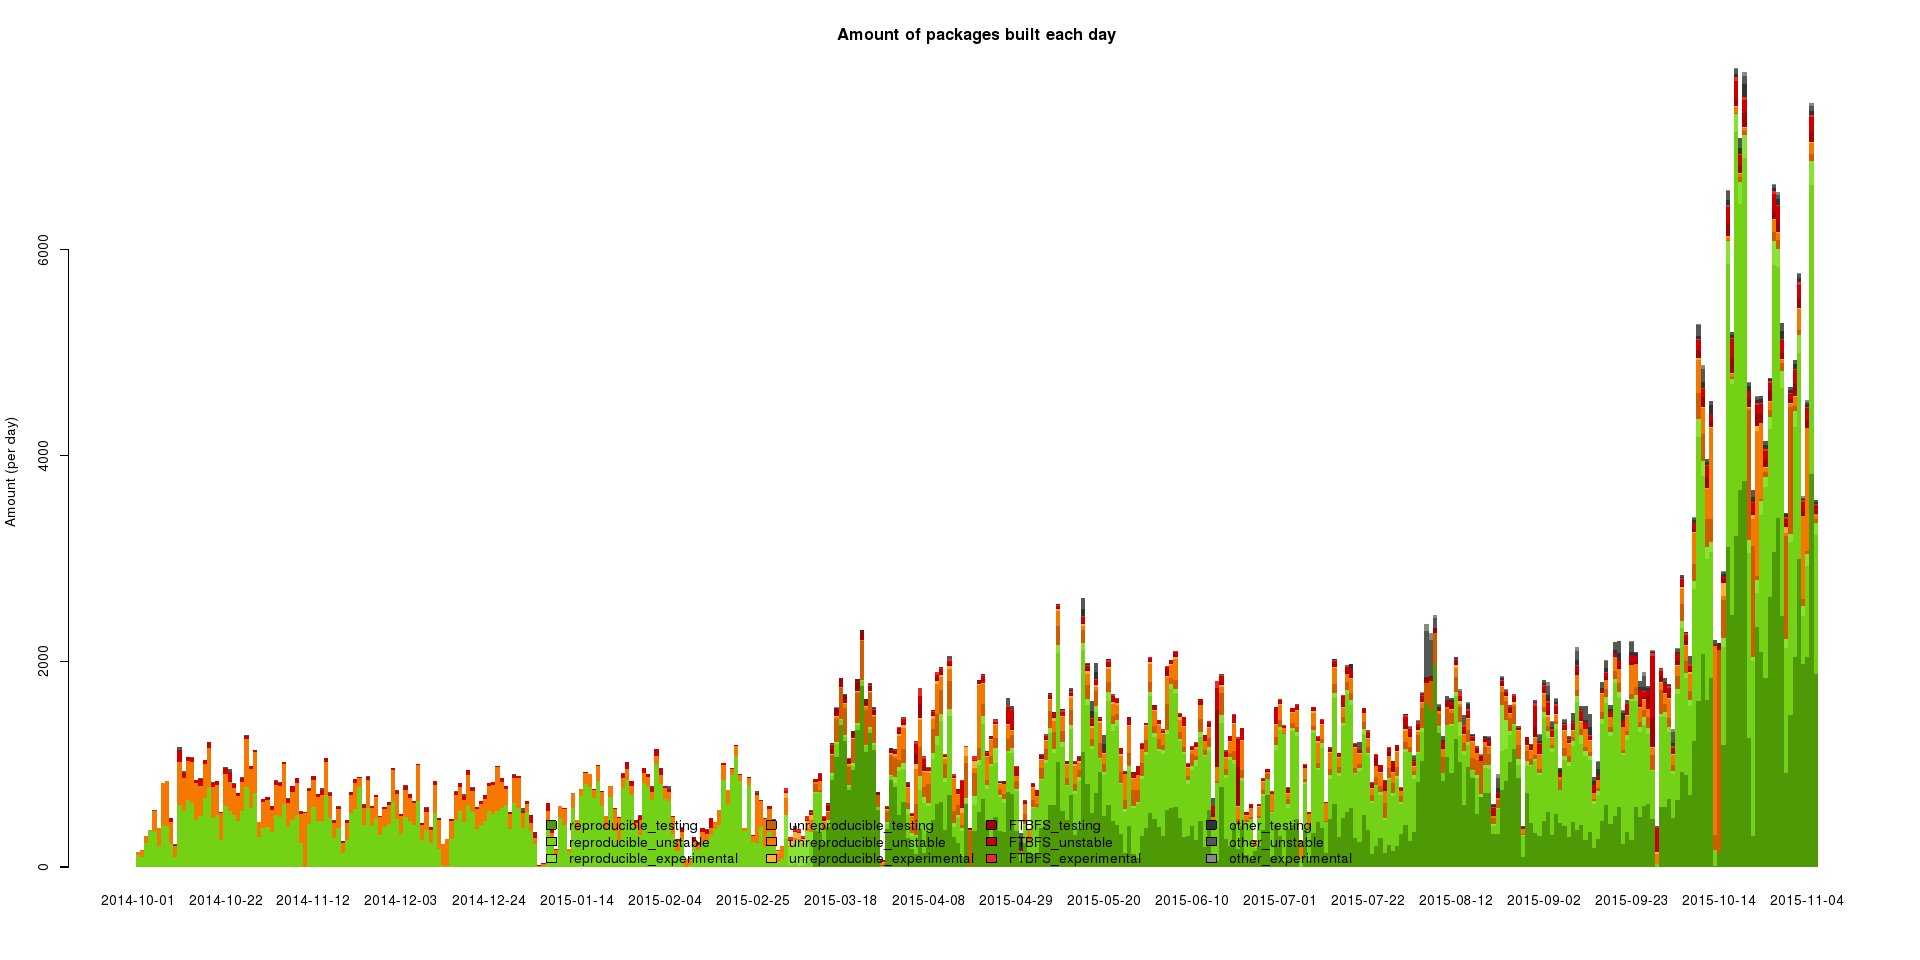 Amount of packages built each day
Amount (per day)
6000
4000
2000
0
reproducible_testing unreproducible_testing FTBFS_testing other_testing
reproducible_unstable unreproducible_unstable FTBFS_unstable other_unstable
reproducible_experimental unreproducible_experimental FTBFS_experimental other_experimental
2014-10-01 2014-10-22 2014-11-12 2014-12-03 2014-12-24 2015-01-14 2015-02-04 2015-02-25 2015-03-18 2015-04-08 2015-04-29 2015-05-20 2015-06-10 2015-07-01 2015-07-22 2015-08-12 2015-09-02 2015-09-23 2015-10-14 2015-11-04